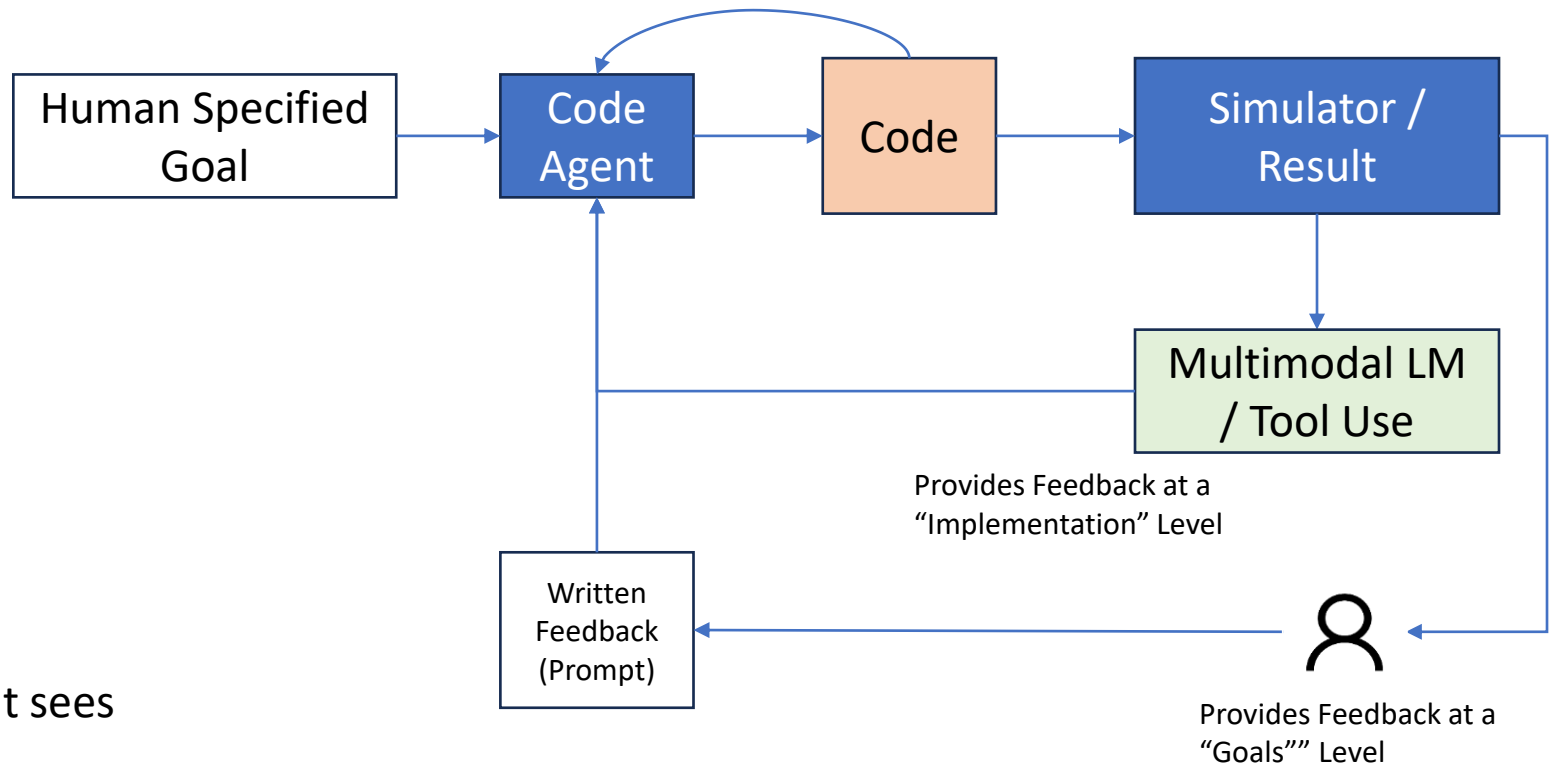 Human Specified
Goal
Code
Agent
Code
Simulator /
Result
Multimodal LM
/ Tool Use
Provides Feedback at a
“Implementation” Level
Written
Feedback
(Prompt)
t sees
Provides Feedback at a
“Goals”” Level